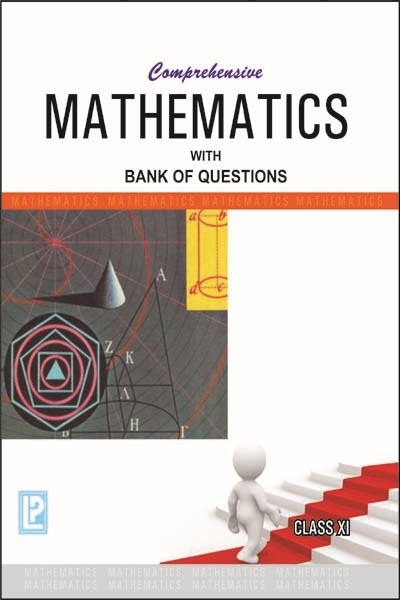 Comprehensive
MATHEMATICS
WITH
BANK OF QUESTIONS
MATHEMATICS MATHEMATICS MATHEMATICS MATHEMATICS
a b
d c
A
Z
K
Λ
B H Γ
LP
CLASS XI
MATHEMATICS MATHEMATICS MATHEMATICS MATHEMATICS
MATHEMATICS MATHEMATICS MATHEMATICS MATHEMATICS